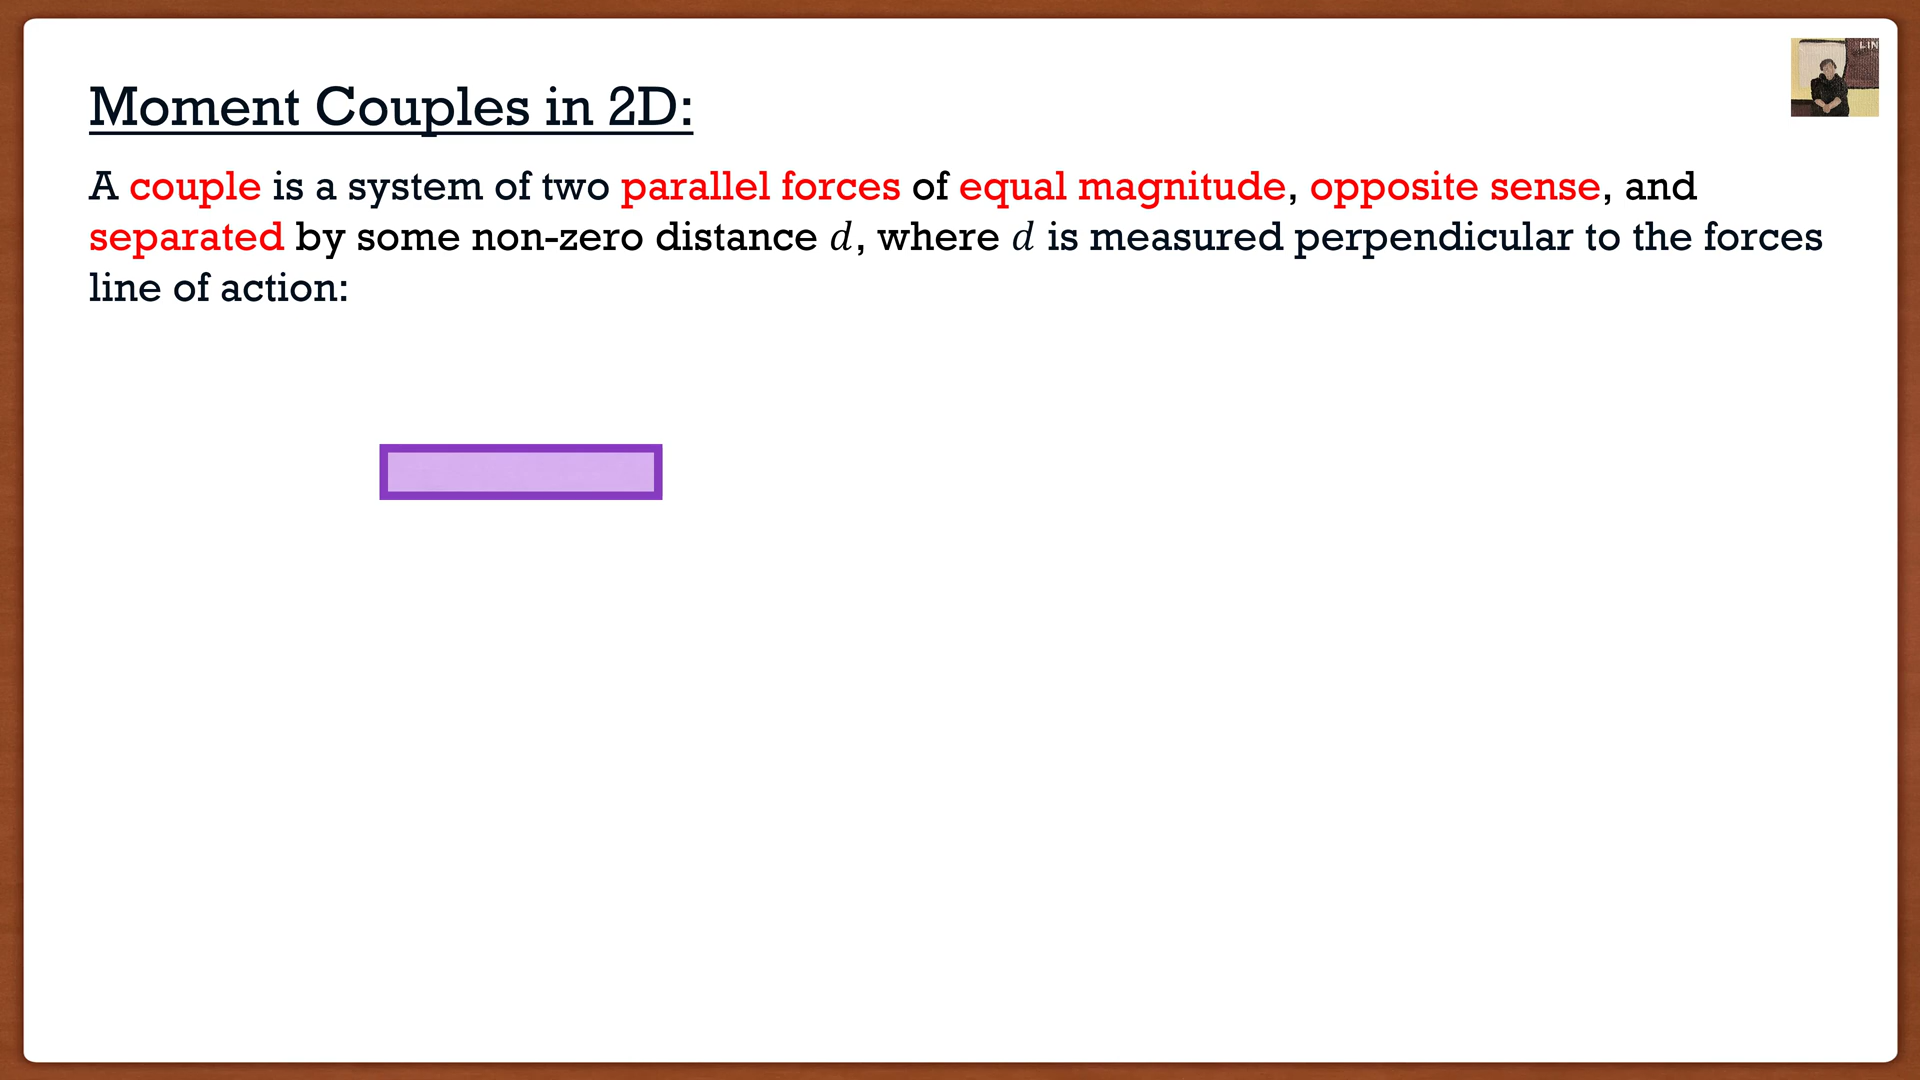 LIN
Moment Couples in 2D:
A couple is a system of two parallel forces of equal magnitude, opposite sense, and
separated by some non-zero distance d, where d is measured perpendicular to the forces
line of action: